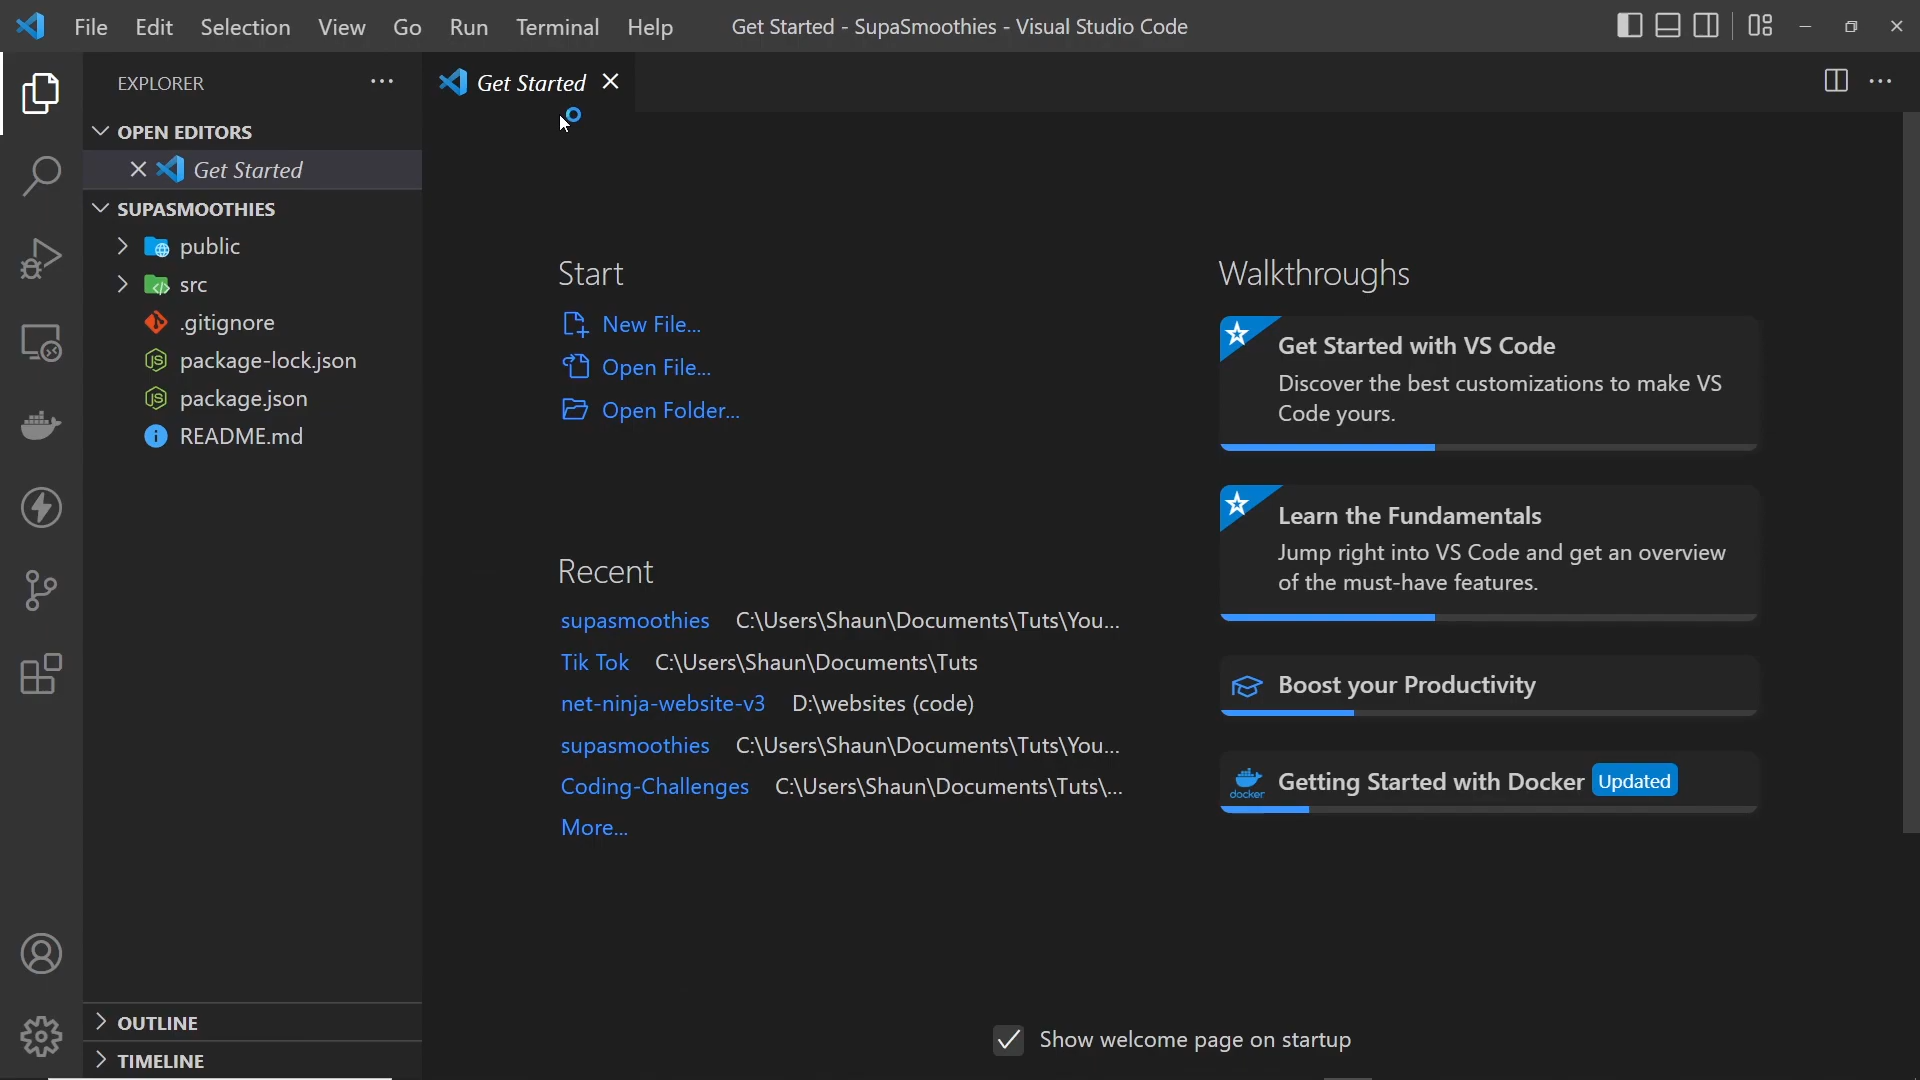 File Edit Selection View Go Run Terminal Help
Get Started - SupaSmoothies - Visual Studio Code
EXPLORER
OPEN EDITORS
Get Started
SUPASMOOTHIES
public
src
.gitignore
package-lock.json
package.json
README.md
OUTLINE
TIMELINE
Get Started
Start
New File...
Open File...
Open Folder...
Recent
supasmoothies C:\Users\Shaun\Documents\Tuts\You...
Tik Tok C:\Users\Shaun\Documents\Tuts
net-ninja-website-v3 D:\websites (code)
supasmoothies C:\Users\Shaun\Documents\Tuts\You...
Coding-Challenges C:\Users\Shaun\Documents\Tuts\...
More...
Walkthroughs
Get Started with VS Code
Discover the best customizations to make VS
Code yours.
Learn the Fundamentals
Jump right into VS Code and get an overview
of the must-have features.
Boost your Productivity
docker
Getting Started with Docker Updated
Show welcome page on startup